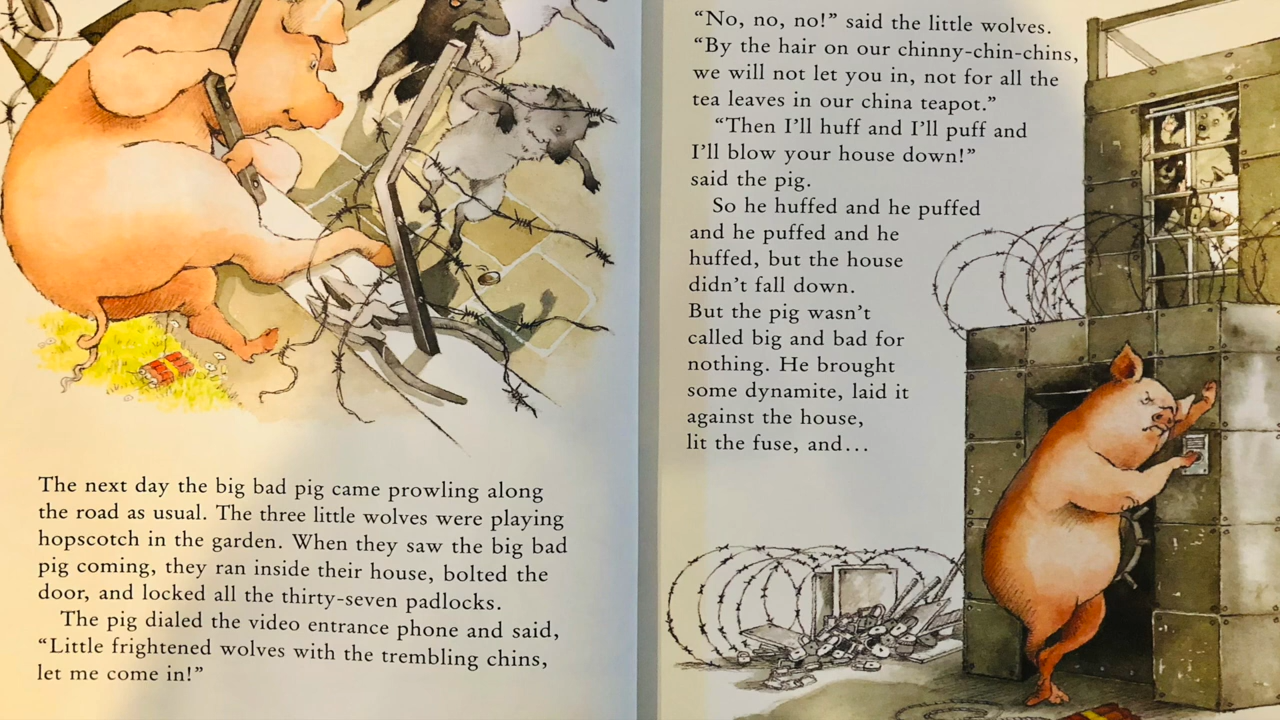 The next day the big bad pig came prowling along
the road as usual. The three little wolves were playing
hopscotch in the garden. When they saw the big bad
pig coming, they ran inside their house, bolted the
door, and locked all the thirty-seven padlocks.
The pig dialed the video entrance phone and said,
“Little frightened wolves with the trembling chins,
let me come in!”
“No, no, no!” said the little wolves.
“By the hair on our chinny-chin-chins,
we will not let you in, not for all the
tea leaves in our china teapot.”
“Then I’ll huff and I’ll puff and
I’ll blow your house down!”
said the pig.
So he huffed and he puffed
and he puffed and he
huffed, but the house
didn’t fall down.
But the pig wasn’t
called big and bad for
nothing. He brought
some dynamite, laid it
against the house,
lit the fuse, and...